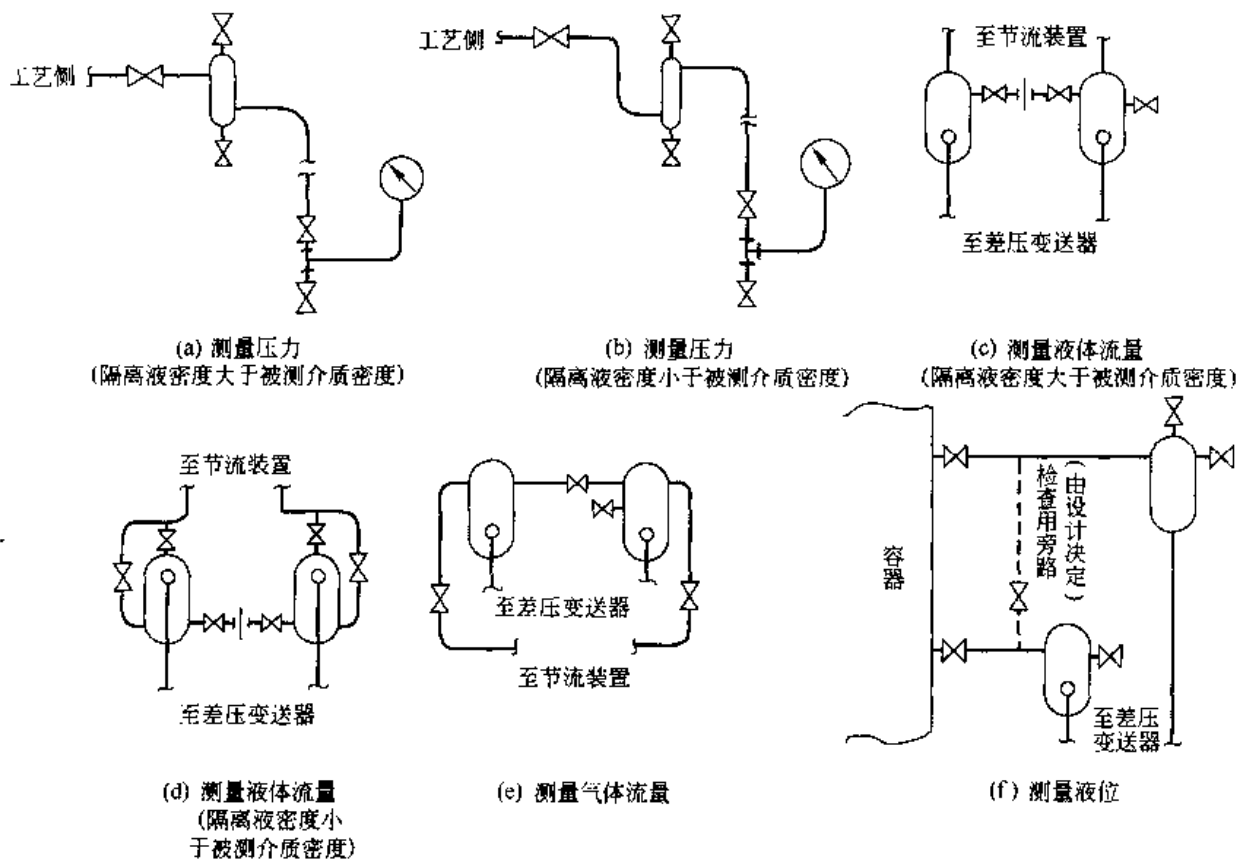 工艺侧
(a) 测量压力
(隔离液密度大于被测介质密度)
工艺侧
(b) 测量压力
(隔离液密度小于被测介质密度)
至节流装置
至差压变送器
(c) 测量液体流量
(隔离液密度大于被测介质密度)
至节流装置
至差压变送器
(d) 测量液体流量
(隔离液密度小
于被测介质密度)
至差压变送器
至节流装置
(e) 测量气体流量
容器
(由设计决定)
检查用旁路
至差压
变送器
(f) 测量液位